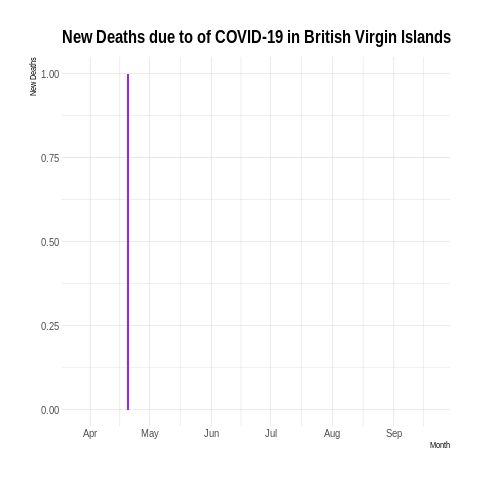 New Deaths due to of COVID-19 in British Virgin Islands
New Deaths
1.00
0.75
0.50
0.25
0.00
Apr May Jun Jul Aug Sep
Month